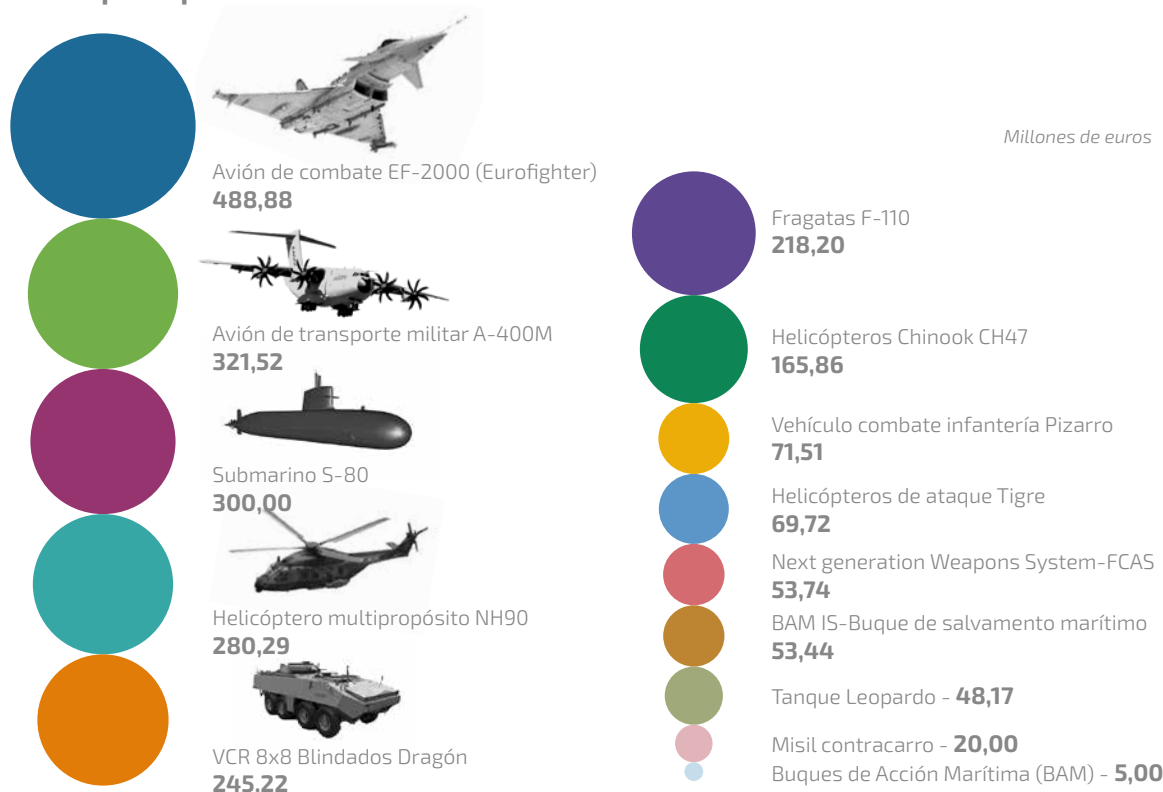 Avión de combate EF-2000 (Eurofighter)
488,88
Avión de transporte militar A-400M
321,52
Submarino S-80
300,00
Helicóptero multipropósito NH90
280,29
VCR 8x8 Blindados Dragón
245,22
Millones de euros
Fragatas F-110
218,20
Helicópteros Chinook CH47
165,86
Vehículo combate infantería Pizarro
71,51
Helicópteros de ataque Tigre
69,72
Next generation Weapons System-FCAS
53,74
BAM IS-Buque de salvamento marítimo
53,44
Tanque Leopardo - 48,17
Misil contracarro - 20,00
Buques de Acción Marítima (BAM) - 5,00